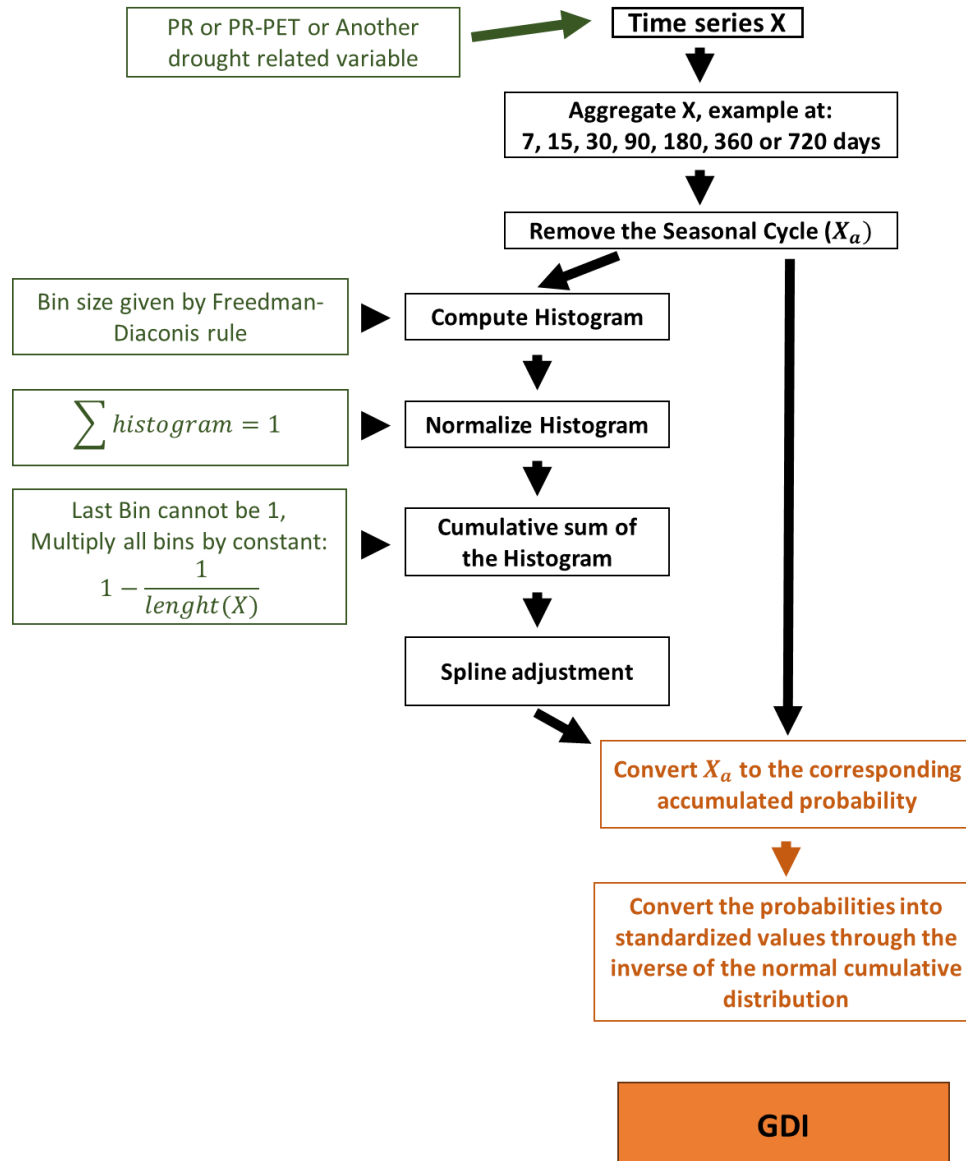 PR or PR-PET or Another
drought related variable
Time series X
Aggregate X, example at:
7, 15, 30, 90, 180, 360 or 720 days
Remove the Seasonal Cycle (Xₐ)
Bin size given by Freedman-
Diaconis rule
Compute Histogram
∑ histogram = 1
Normalize Histogram
Last Bin cannot be 1,
Multiply all bins by constant:
1 − 1/lenght(X)
Cumulative sum of
the Histogram
Spline adjustment
Convert Xₐ to the corresponding
accumulated probability
Convert the probabilities into
standardized values through the
inverse of the normal cumulative
distribution
GDI